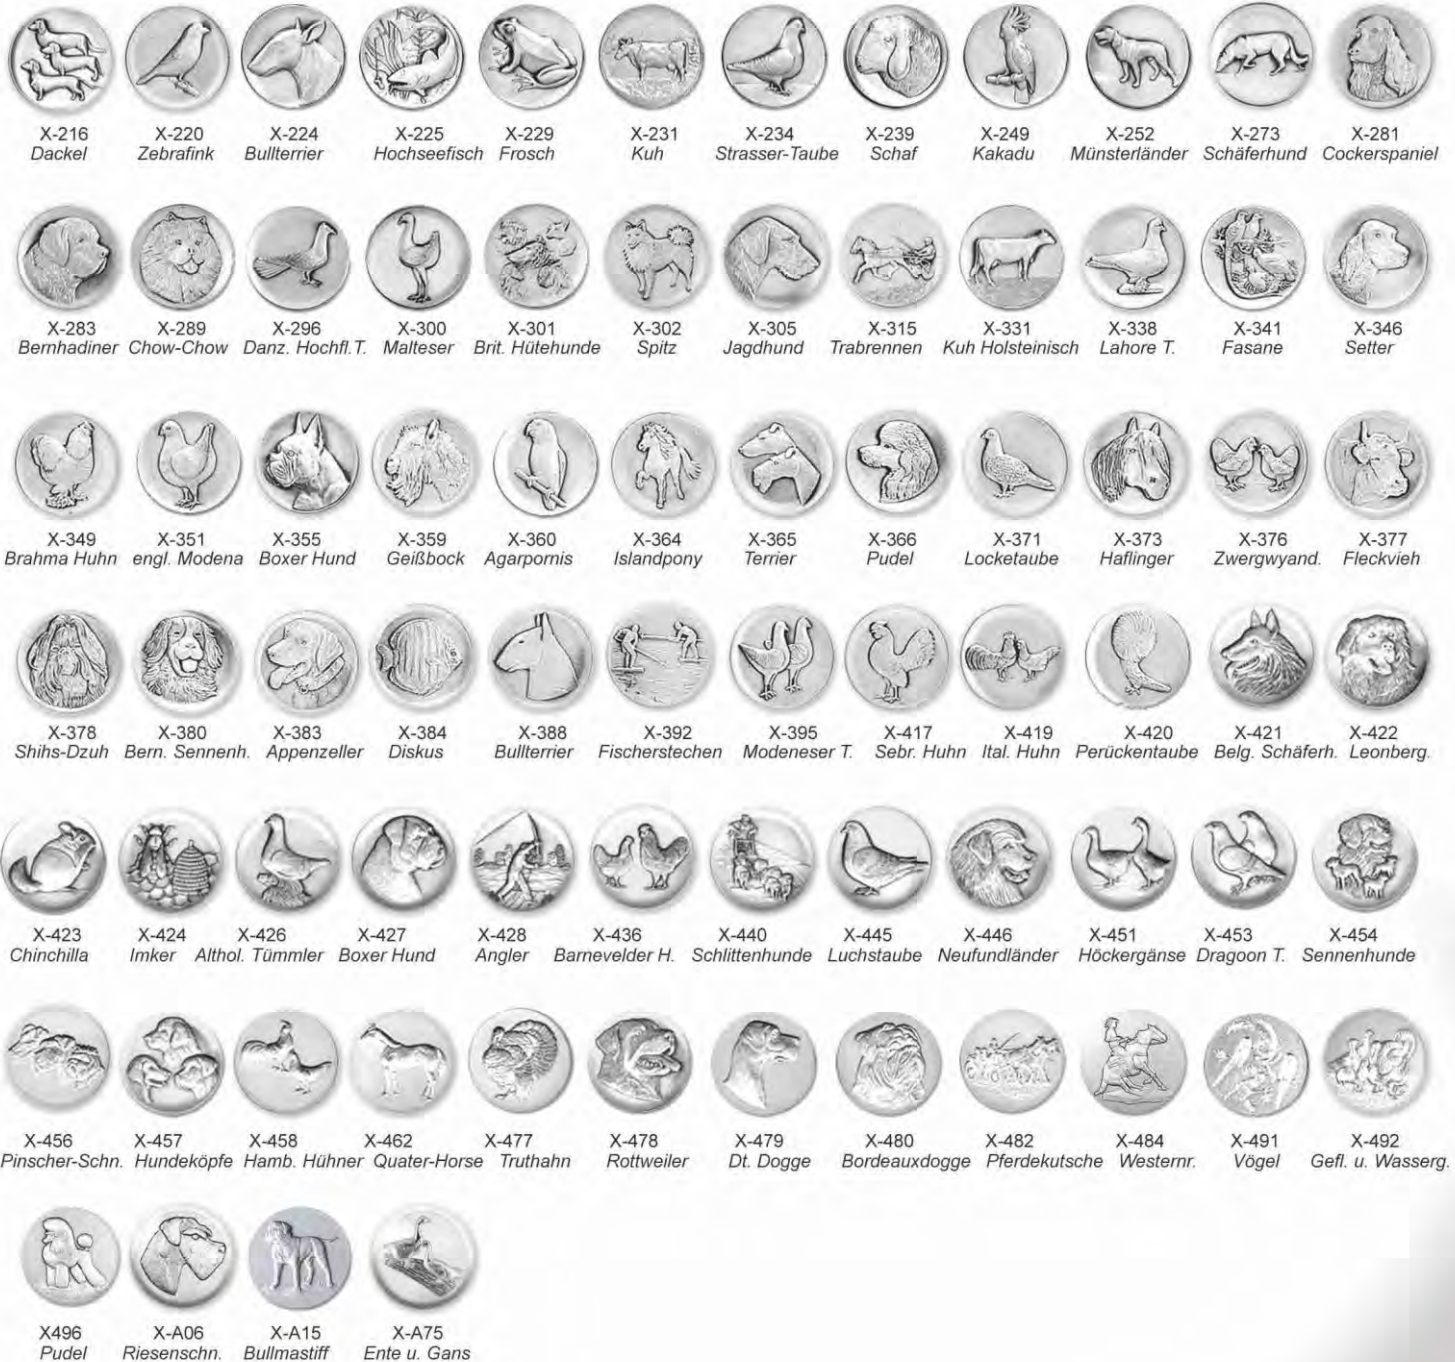 X-216 X-220 X-224 X-225 X-229 X-231 X-234 X-239 X-249 X-252 X-273 X-281
Dackel Zebrafink Bullterrier Hochseefisch Frosch Kuh Strasser-Taube Schaf Kakadu Münsterländer Schäferhund Cockerspaniel
X-283 X-289 X-296 X-300 X-301 X-302 X-305 X-315 X-331 X-338 X-341 X-346
Bernhadiner Chow-Chow Danz. Hochfl.T. Malteser Brit. Hütehunde Spitz Jagdhund Trabrennen Kuh Holsteinisch Lahore T. Fasane Setter
X-349 X-351 X-355 X-359 X-360 X-364 X-365 X-366 X-371 X-373 X-376 X-377
Brahma Huhn engl. Modena Boxer Hund Geißbock Agarpornis Islandpony Terrier Pudel Locketaube Haflinger Zwergwyand. Fleckvieh
X-378 X-380 X-383 X-384 X-388 X-392 X-395 X-417 X-419 X-420 X-421 X-422
Shihs-Dzuh Bern. Sennenh. Appenzeller Diskus Bullterrier Fischerstechen Modeneser T. Sebr. Huhn Ital. Huhn Perückentaube Belg. Schäferh. Leonberg.
X-423 X-424 X-426 X-427 X-428 X-436 X-440 X-445 X-446 X-451 X-453 X-454
Chinchilla Imker Althol. Tümmler Boxer Hund Angler Barnevelder H. Schlittenhunde Luchstaube Neufundländer Höckergänse Dragoon T. Sennenhunde
X-456 X-457 X-458 X-462 X-477 X-478 X-479 X-480 X-482 X-484 X-491 X-492
Pinscher-Schn. Hundeköpfe Hamb. Hühner Quater-Horse Truthahn Rottweiler Dt. Dogge Bordeauxdogge Pferdekutsche Westernr. Vögel Gefl. u. Wasserg.
X496 X-A06 X-A15 X-A75
Pudel Riesenschn. Bullmastiff Ente u. Gans